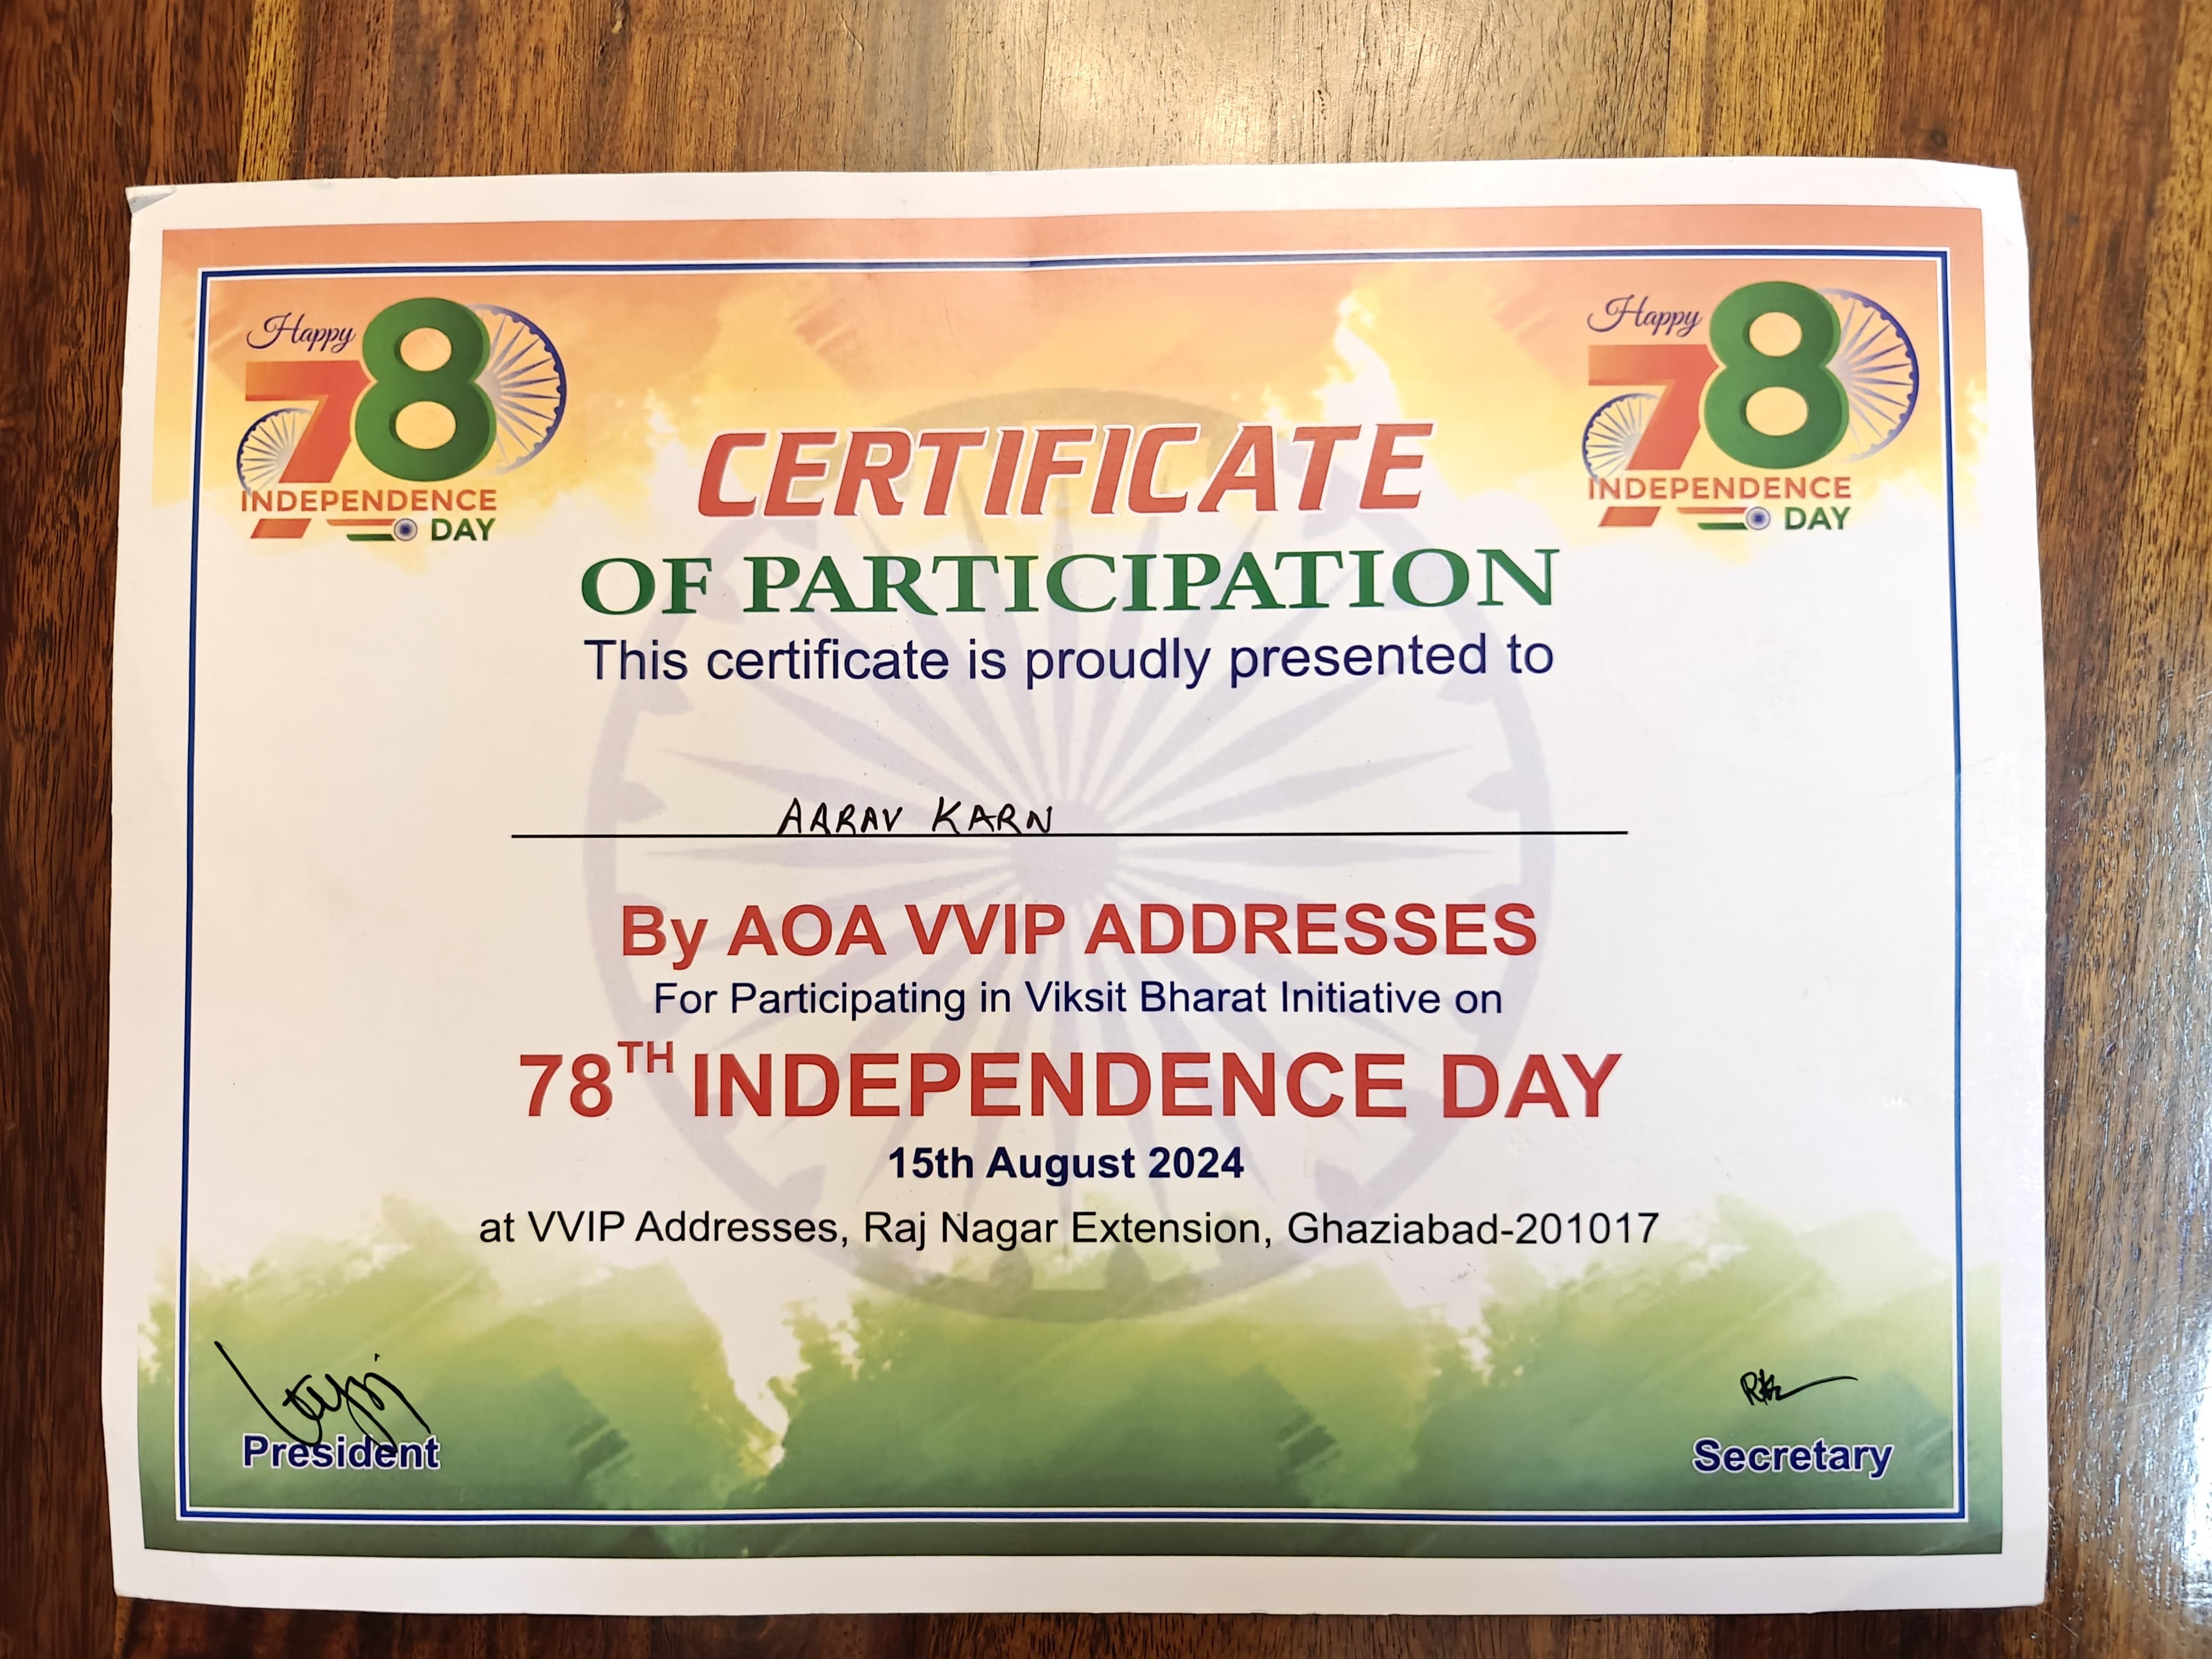 Happy
78
INDEPENDENCE
DAY
Happy
78
INDEPENDENCE
DAY
CERTIFICATE
OF PARTICIPATION
This certificate is proudly presented to
AARAV KARN
By AOA VVIP ADDRESSES
For Participating in Viksit Bharat Initiative on
78TH INDEPENDENCE DAY
15th August 2024
at VVIP Addresses, Raj Nagar Extension, Ghaziabad-201017
President
Secretary